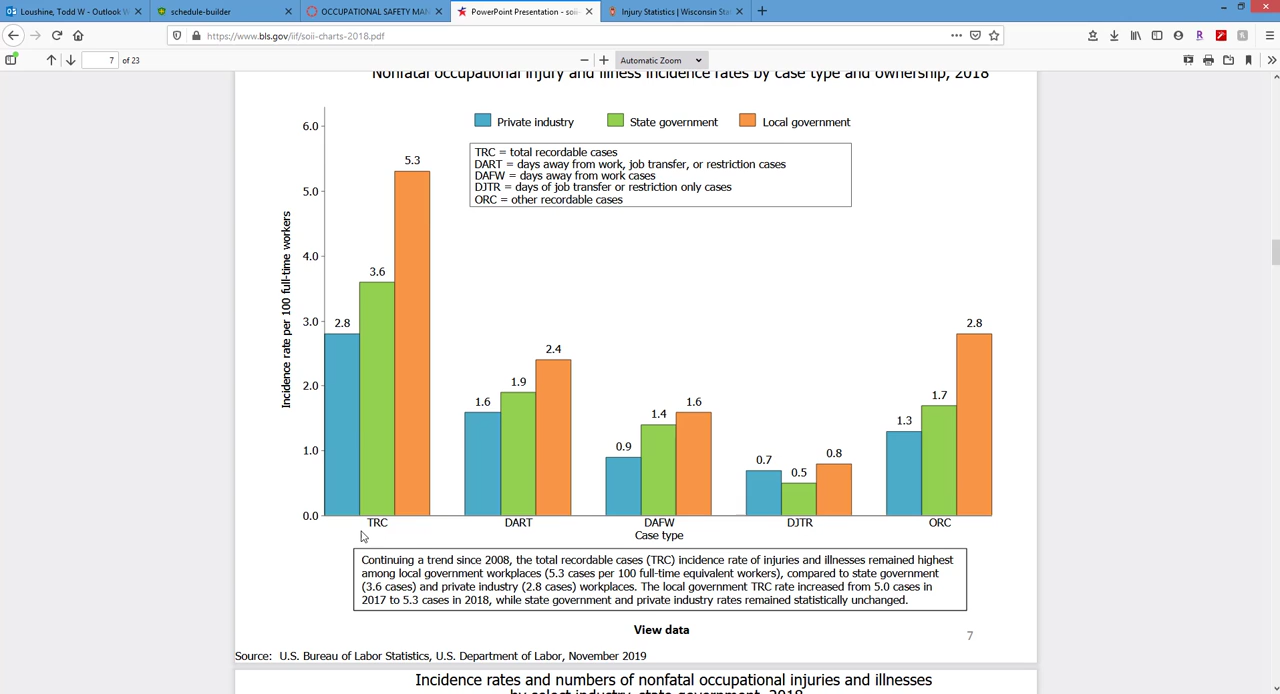 Loushine, Todd W - Outlook
schedule-builder
OCCUPATIONAL SAFETY MAN
PowerPoint Presentation - soii-
Injury Statistics | Wisconsin Sta
https://www.bls.gov/iif/soii-charts-2018.pdf
7 of 23
Automatic Zoom
Nonfatal occupational injury and illness incidence rates by case type and ownership, 2018
Private industry
State government
Local government
TRC = total recordable cases
DART = days away from work, job transfer, or restriction cases
DAFW = days away from work cases
DJTR = days of job transfer or restriction only cases
ORC = other recordable cases
Incidence rate per 100 full-time workers
6.0
5.0
4.0
3.0
2.0
1.0
0.0
2.8
3.6
5.3
1.6
1.9
2.4
0.9
1.4
1.6
0.7
0.5
0.8
1.3
1.7
2.8
TRC
DART
DAFW
DJTR
ORC
Case type
Continuing a trend since 2008, the total recordable cases (TRC) incidence rate of injuries and illnesses remained highest
among local government workplaces (5.3 cases per 100 full-time equivalent workers), compared to state government
(3.6 cases) and private industry (2.8 cases) workplaces. The local government TRC rate increased from 5.0 cases in
2017 to 5.3 cases in 2018, while state government and private industry rates remained statistically unchanged.
View data
7
Source: U.S. Bureau of Labor Statistics, U.S. Department of Labor, November 2019
Incidence rates and numbers of nonfatal occupational injuries and illnesses
by select industry, state government, 2018